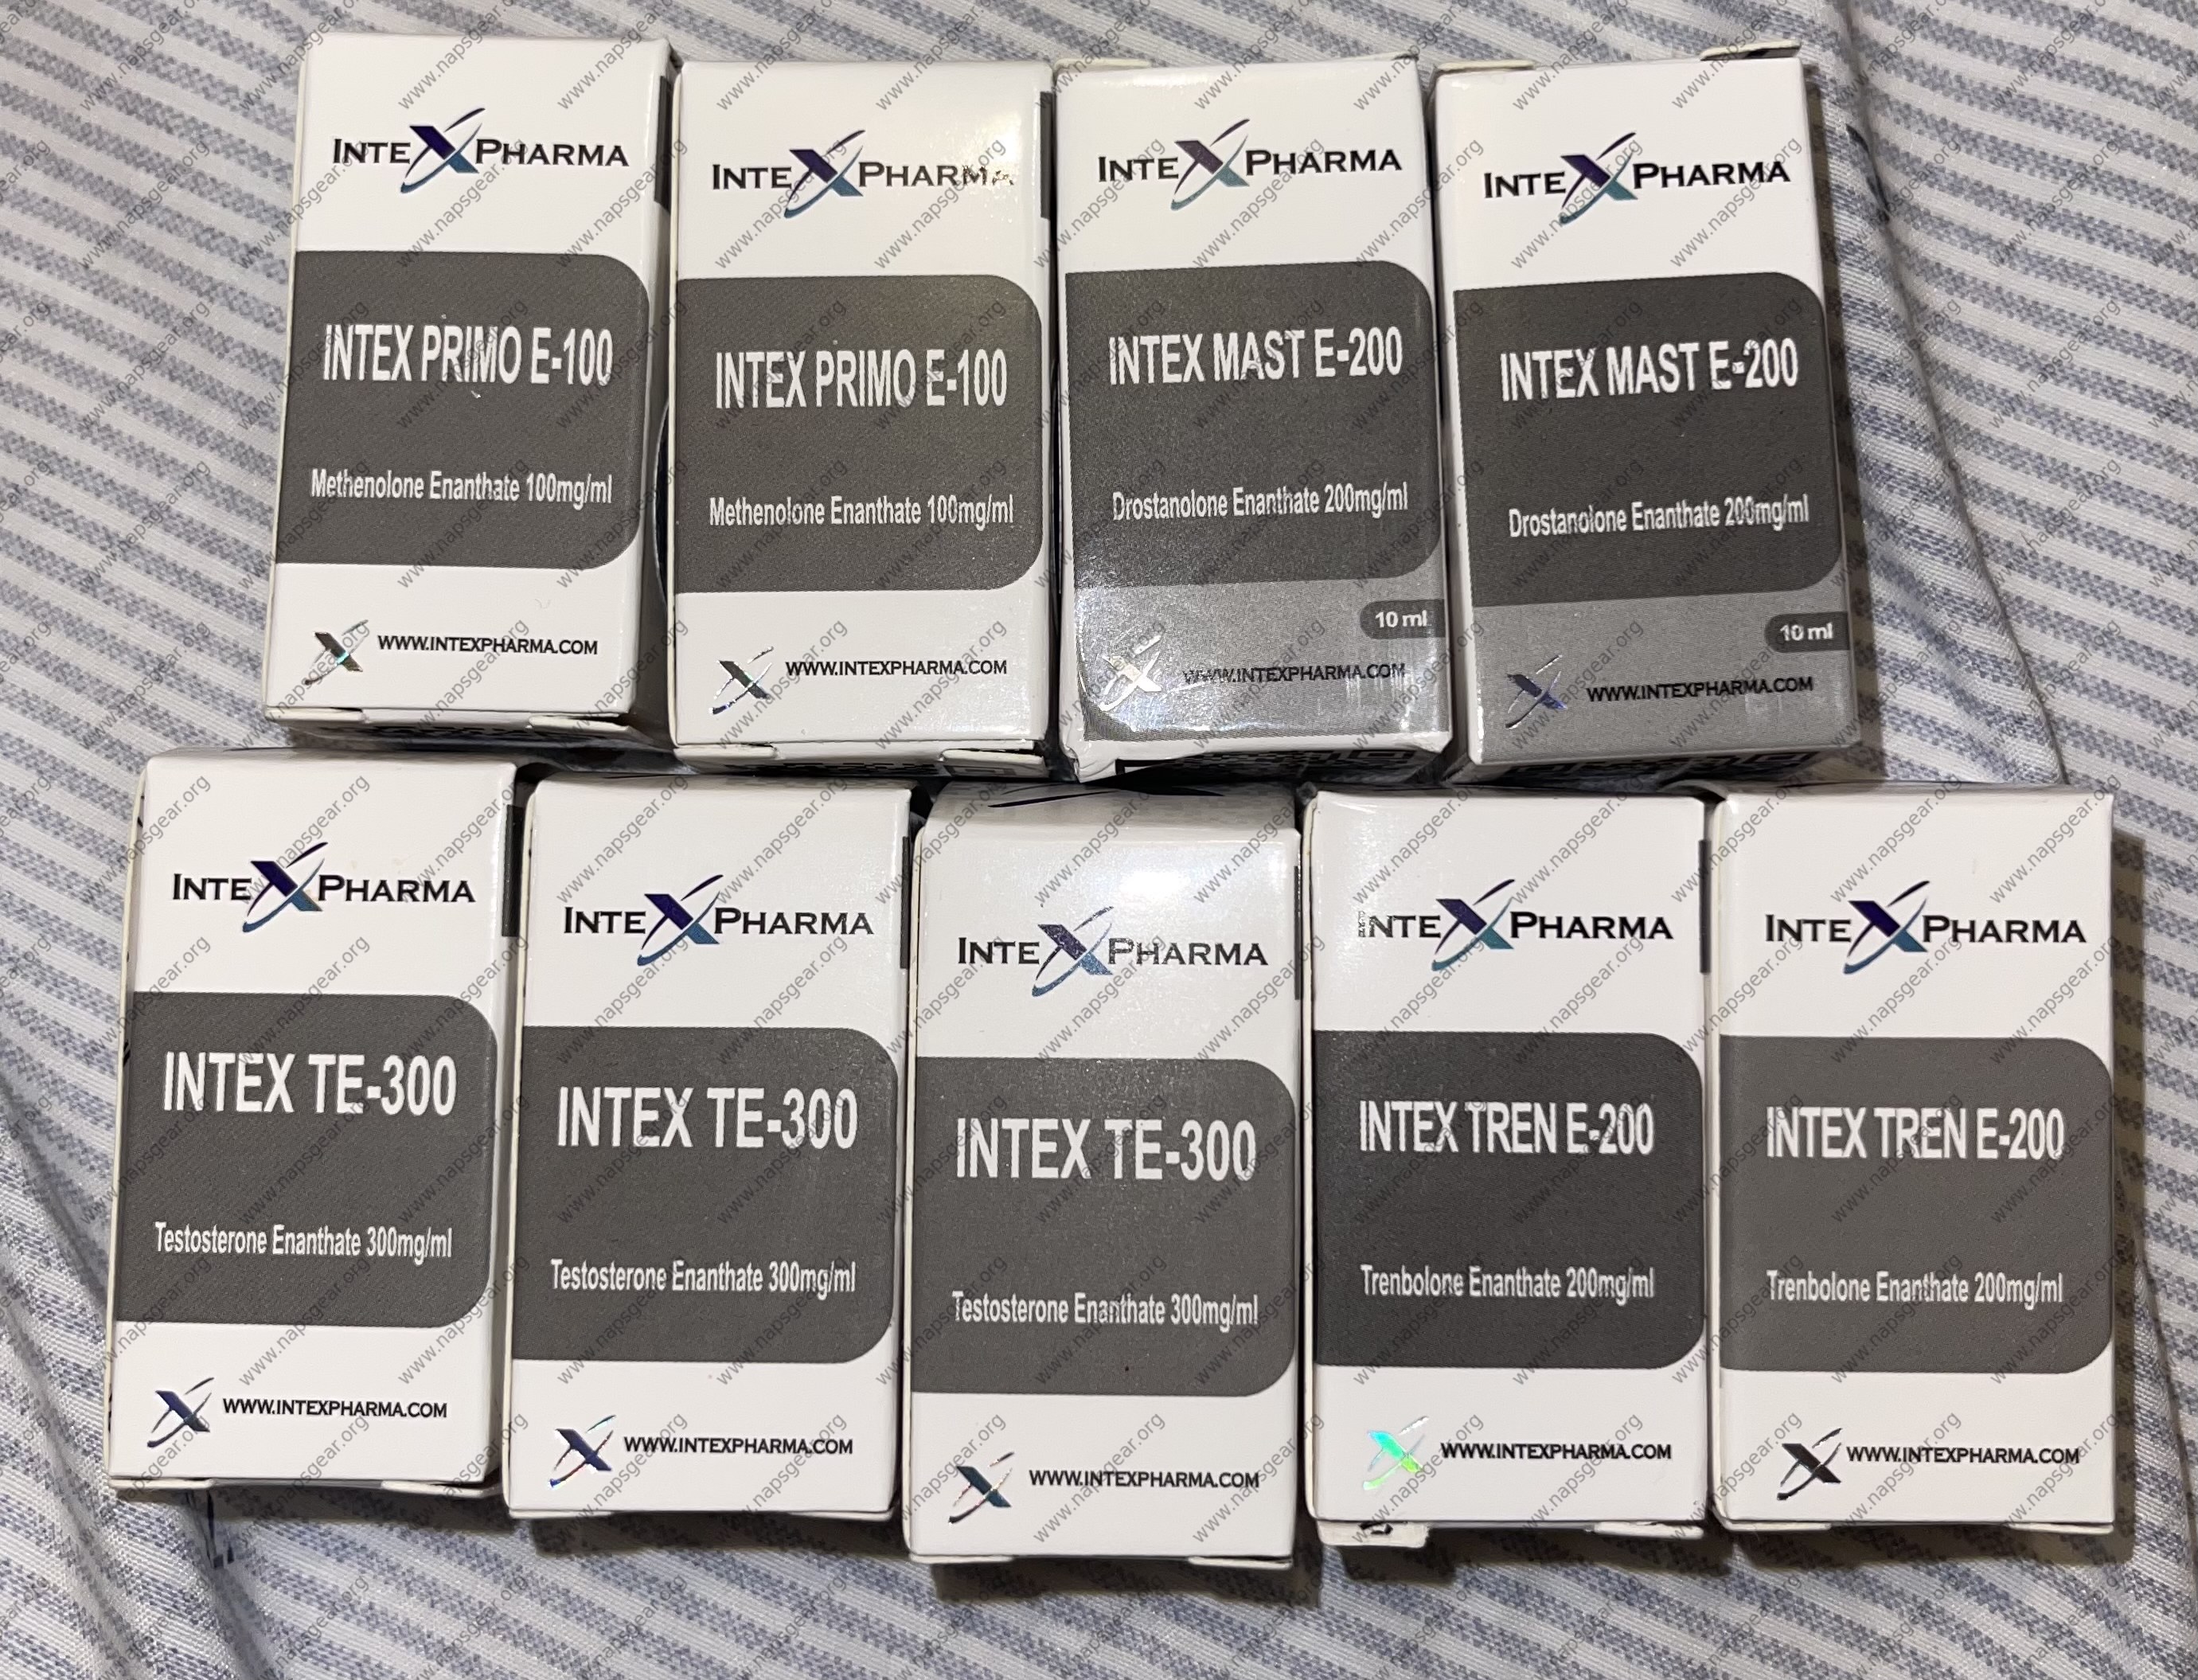 INTEXPHARMA
INTEX PRIMO E-100
Methenolone Enanthate 100mg/ml
WWW.INTEXPHARMA.COM
INTEXPHARMA
INTEX PRIMO E-100
Methenolone Enanthate 100mg/ml
WWW.INTEXPHARMA.COM
INTEXPHARMA
INTEX MAST E-200
Drostanolone Enanthate 200mg/ml
10 ml
WWW.INTEXPHARMA.COM
INTEXPHARMA
INTEX MAST E-200
Drostanolone Enanthate 200mg/ml
10 ml
WWW.INTEXPHARMA.COM
INTEXPHARMA
INTEX TE-300
Testosterone Enanthate 300mg/ml
WWW.INTEXPHARMA.COM
INTEXPHARMA
INTEX TE-300
Testosterone Enanthate 300mg/ml
WWW.INTEXPHARMA.COM
INTEXPHARMA
INTEX TE-300
Testosterone Enanthate 300mg/ml
WWW.INTEXPHARMA.COM
INTEXPHARMA
INTEX TREN E-200
Trenbolone Enanthate 200mg/ml
WWW.INTEXPHARMA.COM
INTEXPHARMA
INTEX TREN E-200
Trenbolone Enanthate 200mg/ml
WWW.INTEXPHARMA.COM
www.napsgear.org